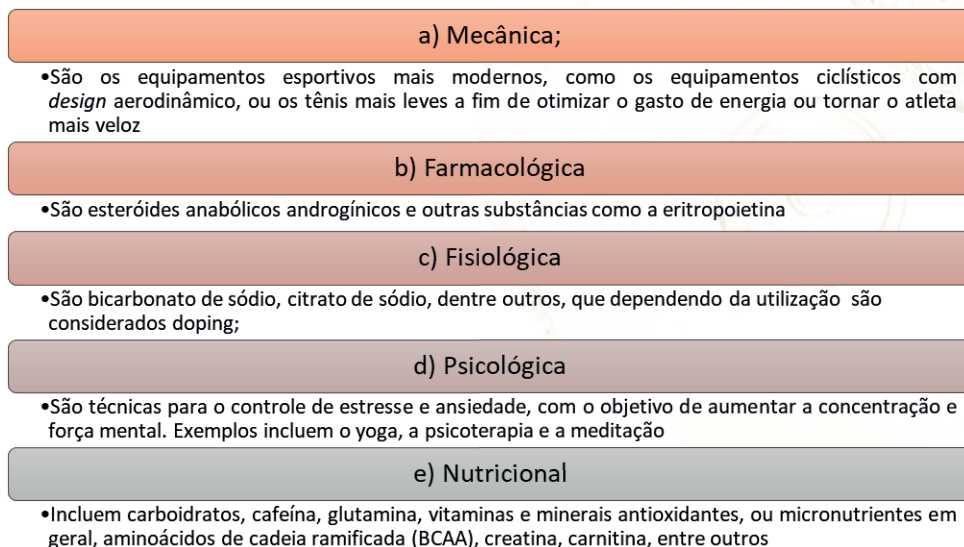 a) Mecânica;
•São os equipamentos esportivos mais modernos, como os equipamentos ciclísticos com
design aerodinâmico, ou os tênis mais leves a fim de otimizar o gasto de energia ou tornar o atleta
mais veloz
b) Farmacológica
•São esteróides anabólicos androgínicos e outras substâncias como a eritropoietina
c) Fisiológica
•São bicarbonato de sódio, citrato de sódio, dentre outros, que dependendo da utilização são
considerados doping;
d) Psicológica
•São técnicas para o controle de estresse e ansiedade, com o objetivo de aumentar a concentração e
força mental. Exemplos incluem o yoga, a psicoterapia e a meditação
e) Nutricional
•Incluem carboidratos, cafeína, glutamina, vitaminas e minerais antioxidantes, ou micronutrientes em
geral, aminoácidos de cadeia ramificada (BCAA), creatina, carnitina, entre outros